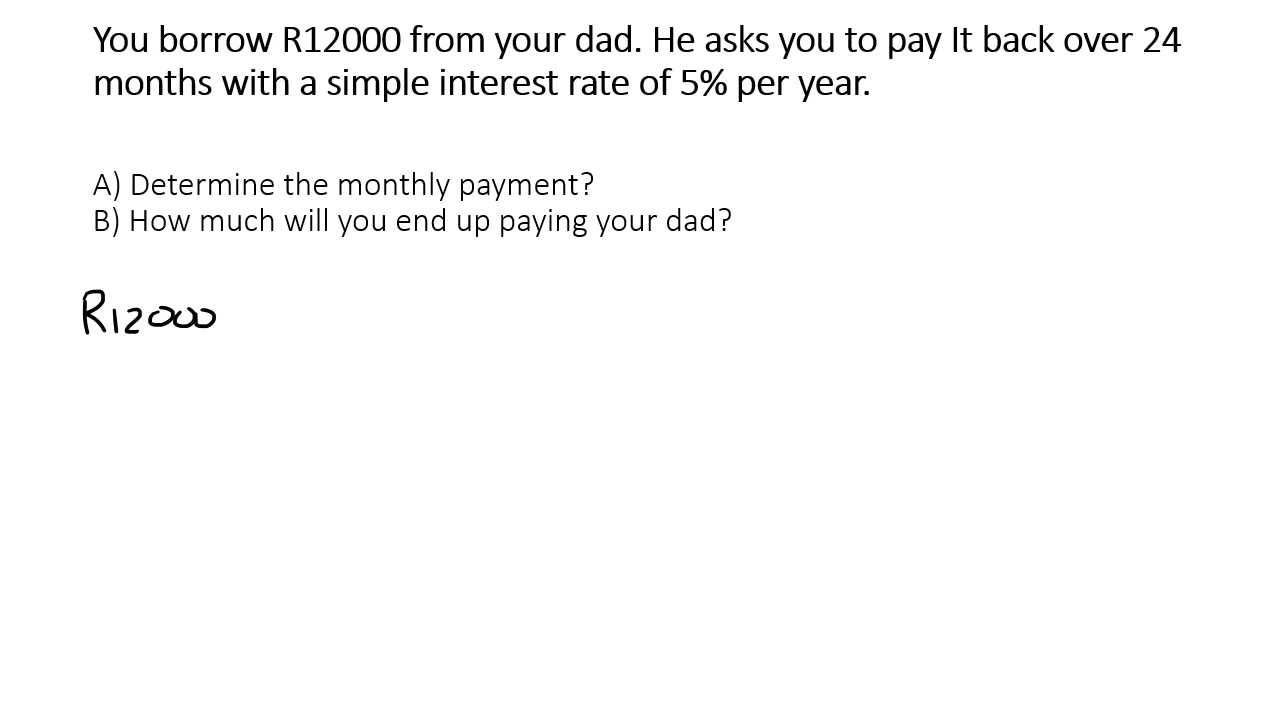 You borrow R12000 from your dad. He asks you to pay It back over 24
months with a simple interest rate of 5% per year.
A) Determine the monthly payment?
B) How much will you end up paying your dad?
R12000